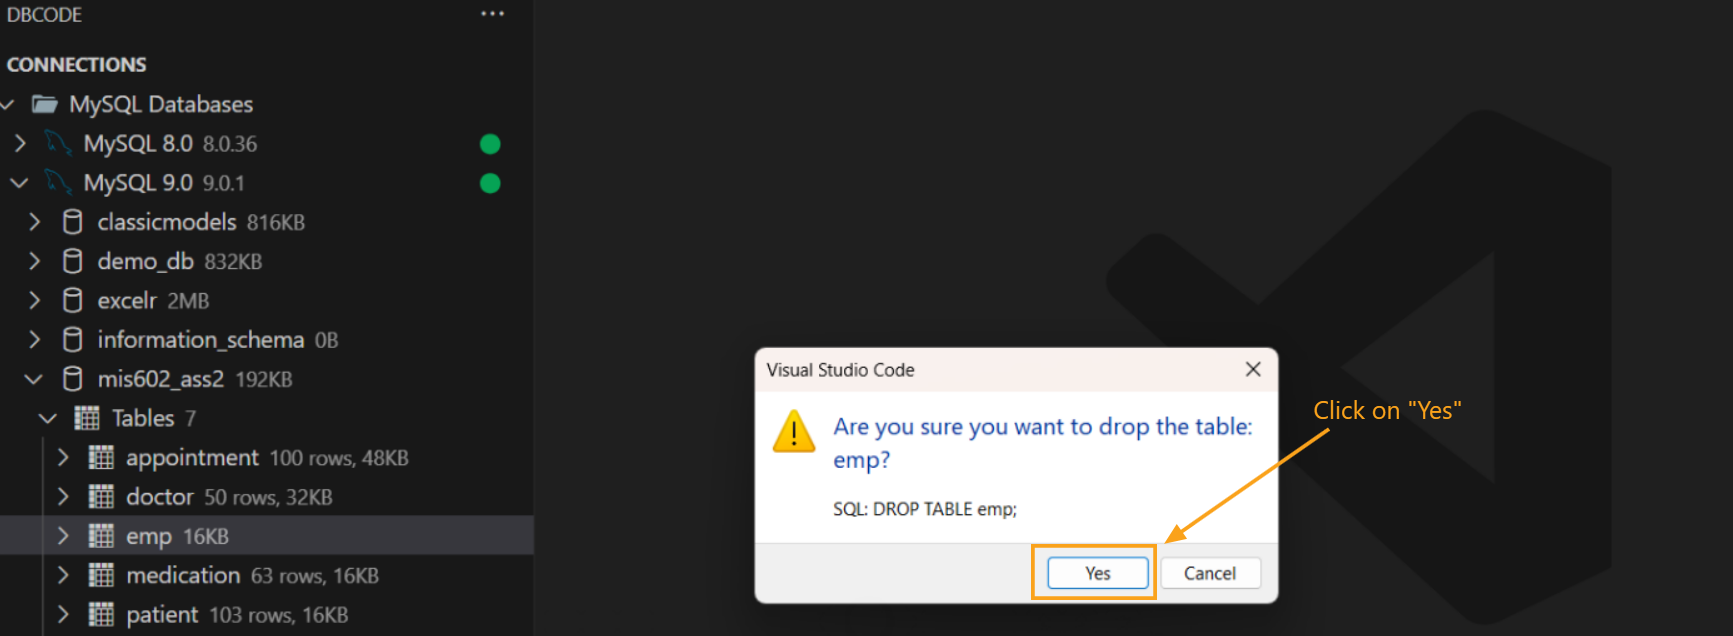 DBCODE
CONNECTIONS
MySQL Databases
MySQL 8.0 8.0.36
MySQL 9.0 9.0.1
classicmodels 816KB
demo_db 832KB
excelr 2MB
information_schema 0B
mis602_ass2 192KB
Tables 7
appointment 100 rows, 48KB
doctor 50 rows, 32KB
emp 16KB
medication 63 rows, 16KB
patient 103 rows, 16KB
Visual Studio Code
Are you sure you want to drop the table:
emp?
SQL: DROP TABLE emp;
Yes
Cancel
Click on "Yes"